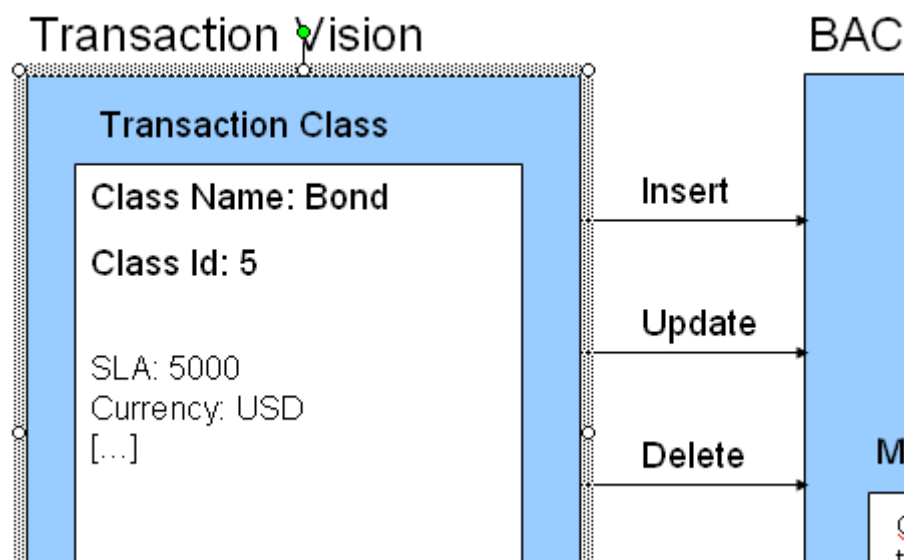 Transaction Vision
BAC
Transaction Class
Class Name: Bond
Class Id: 5
SLA: 5000
Currency: USD
[...]
Insert
Update
Delete
M